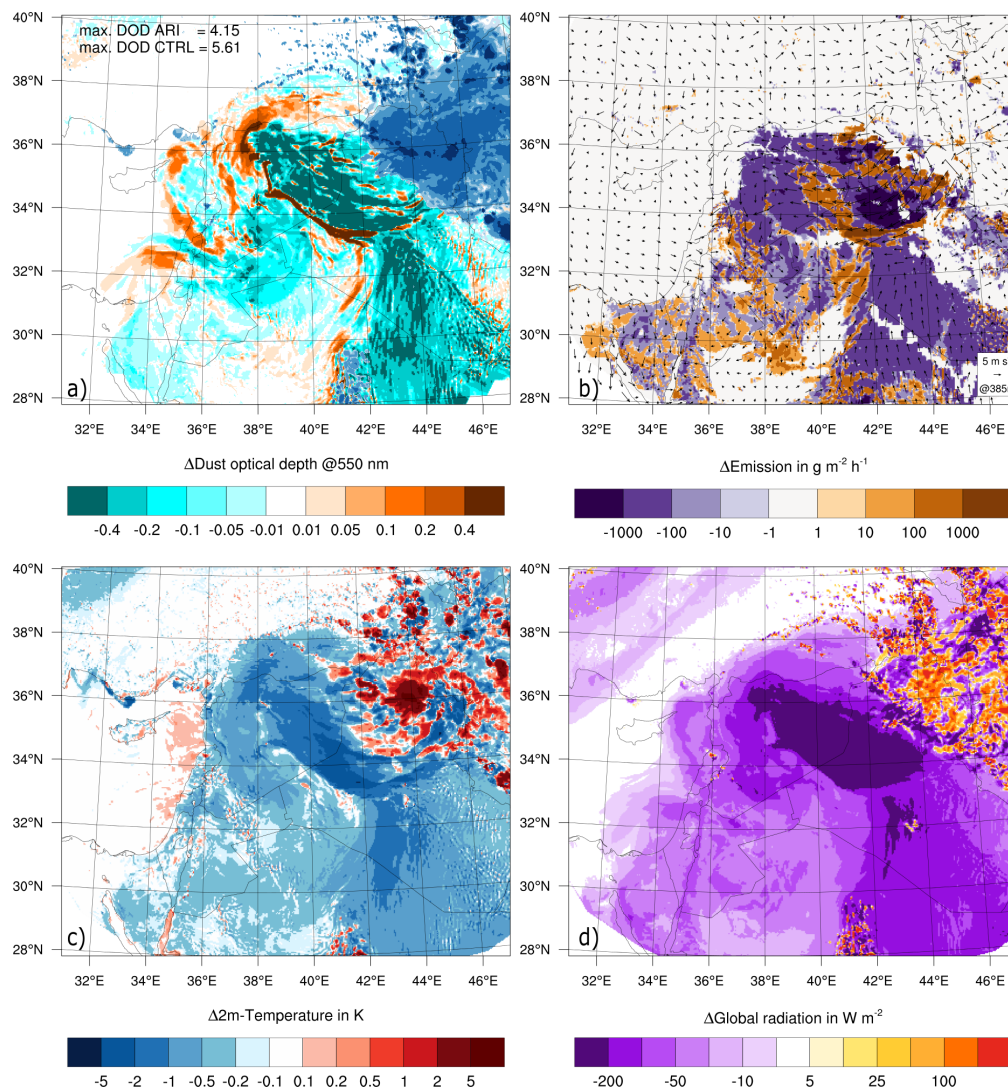 40°N
38°N
36°N
34°N
32°N
30°N
28°N
max. DOD ARI = 4.15
max. DOD CTRL = 5.61
a)
32°E 34°E 36°E 38°E 40°E 42°E 44°E 46°E
ΔDust optical depth @550 nm
-0.4 -0.2 -0.1 -0.05 -0.01 0.01 0.05 0.1 0.2 0.4
40°N
38°N
36°N
34°N
32°N
30°N
28°N
5 m s
@385
b)
32°E 34°E 36°E 38°E 40°E 42°E 44°E 46°E
ΔEmission in g m⁻² h⁻¹
-1000 -100 -10 -1 1 10 100 1000
40°N
38°N
36°N
34°N
32°N
30°N
28°N
c)
32°E 34°E 36°E 38°E 40°E 42°E 44°E 46°E
Δ2m-Temperature in K
-5 -2 -1 -0.5 -0.2 -0.1 0.1 0.2 0.5 1 2 5
40°N
38°N
36°N
34°N
32°N
30°N
28°N
d)
32°E 34°E 36°E 38°E 40°E 42°E 44°E 46°E
ΔGlobal radiation in W m⁻²
-200 -50 -10 5 25 100